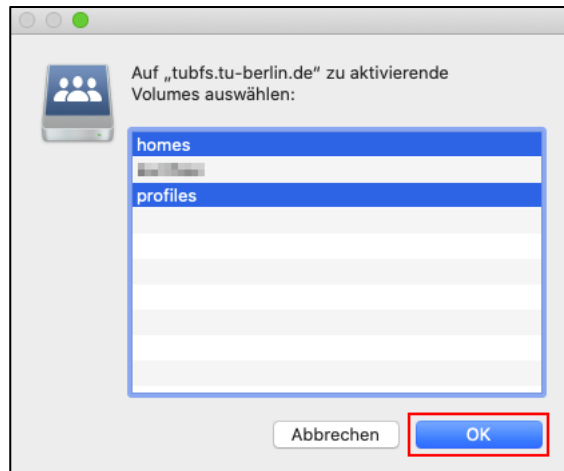 Auf „tubfs.tu-berlin.de“ zu aktivierende
Volumes auswählen:
homes
profiles
Abbrechen
OK